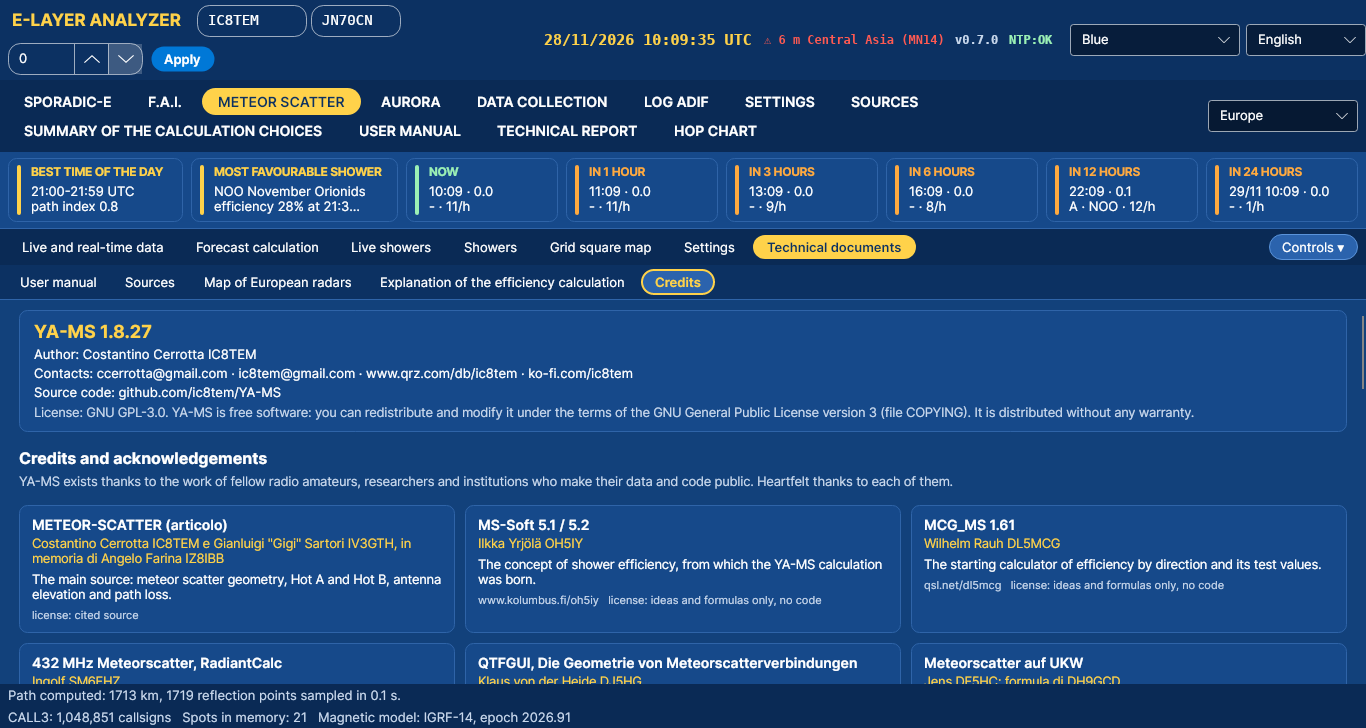 E-LAYER ANALYZER IC8TEM JN70CN
28/11/2026 10:09:35 UTC ⚠ 6 m Central Asia (MN14) v0.7.0 NTP:OK Blue English
0 Apply
SPORADIC-E F.A.I. METEOR SCATTER AURORA DATA COLLECTION LOG ADIF SETTINGS SOURCES
SUMMARY OF THE CALCULATION CHOICES USER MANUAL TECHNICAL REPORT HOP CHART
Europe
BEST TIME OF THE DAY
21:00-21:59 UTC
path index 0.8
MOST FAVOURABLE SHOWER
NOO November Orionids
efficiency 28% at 21:3...
NOW
10:09 · 0.0
- · 11/h
IN 1 HOUR
11:09 · 0.0
- · 11/h
IN 3 HOURS
13:09 · 0.0
- · 9/h
IN 6 HOURS
16:09 · 0.0
- · 8/h
IN 12 HOURS
22:09 · 0.1
A · NOO · 12/h
IN 24 HOURS
29/11 10:09 · 0.0
- · 1/h
Live and real-time data Forecast calculation Live showers Showers Grid square map Settings Technical documents Controls ▾
User manual Sources Map of European radars Explanation of the efficiency calculation Credits
YA-MS 1.8.27
Author: Costantino Cerrotta IC8TEM
Contacts: ccerrotta@gmail.com · ic8tem@gmail.com · www.qrz.com/db/ic8tem · ko-fi.com/ic8tem
Source code: github.com/ic8tem/YA-MS
License: GNU GPL-3.0. YA-MS is free software: you can redistribute and modify it under the terms of the GNU General Public License version 3 (file COPYING). It is distributed without any warranty.
Credits and acknowledgements
YA-MS exists thanks to the work of fellow radio amateurs, researchers and institutions who make their data and code public. Heartfelt thanks to each of them.
METEOR-SCATTER (articolo)
Costantino Cerrotta IC8TEM e Gianluigi "Gigi" Sartori IV3GTH, in
memoria di Angelo Farina IZ8IBB
The main source: meteor scatter geometry, Hot A and Hot B, antenna
elevation and path loss.
license: cited source
MS-Soft 5.1 / 5.2
Ilkka Yrjölä OH5IY
The concept of shower efficiency, from which the YA-MS calculation
was born.
www.kolumbus.fi/oh5iy license: ideas and formulas only, no code
MCG_MS 1.61
Wilhelm Rauh DL5MCG
The starting calculator of efficiency by direction and its test values.
qsl.net/dl5mcg license: ideas and formulas only, no code
432 MHz Meteorscatter, RadiantCalc
Ingolf SM6FHZ
QTFGUI, Die Geometrie von Meteorscatterverbindungen
Klaus von der Heide DJ5HG
Meteorscatter auf UKW
Jens DF5HC; formula di DH9GCD
Path computed: 1713 km, 1719 reflection points sampled in 0.1 s.
CALL3: 1,048,851 callsigns Spots in memory: 21 Magnetic model: IGRF-14, epoch 2026.91